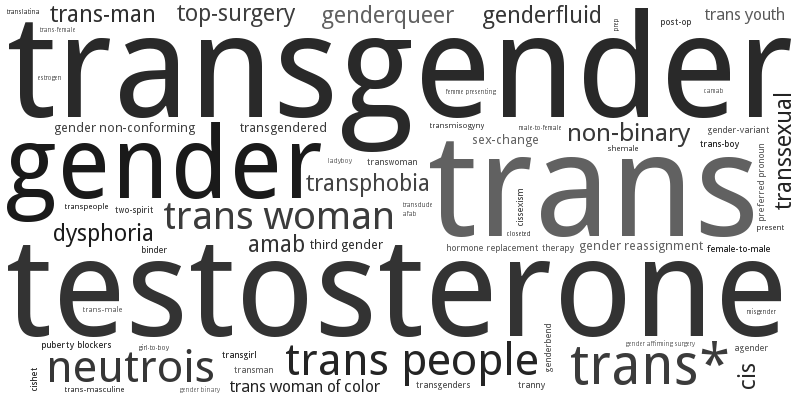 translatina
trans-man
top-surgery
genderqueer
genderfluid
prep
post-op
trans youth
trans-female
transgender
estrogen
femme presenting
camab
transsexual
gender non-conforming
transgendered
transmisogyny
male-to-female
non-binary
gender-variant
sex-change
trans-boy
shemale
gender
ladyboy
transwoman
trans
preferred pronoun
transphobia
cissexism
transpeople
two-spirit
trans woman
transdude
afab
present
dysphoria
closeted
amab
third gender
binder
hormone replacement therapy
gender reassignment
female-to-male
testosterone
trans-male
misgender
puberty blockers
girl-to-boy
genderbend
gender affirming surgery
agender
transgirl
trans people
trans*
neutrois
cishet
transman
cis
trans-masculine
gender binary
trans woman of color
transgenders
tranny